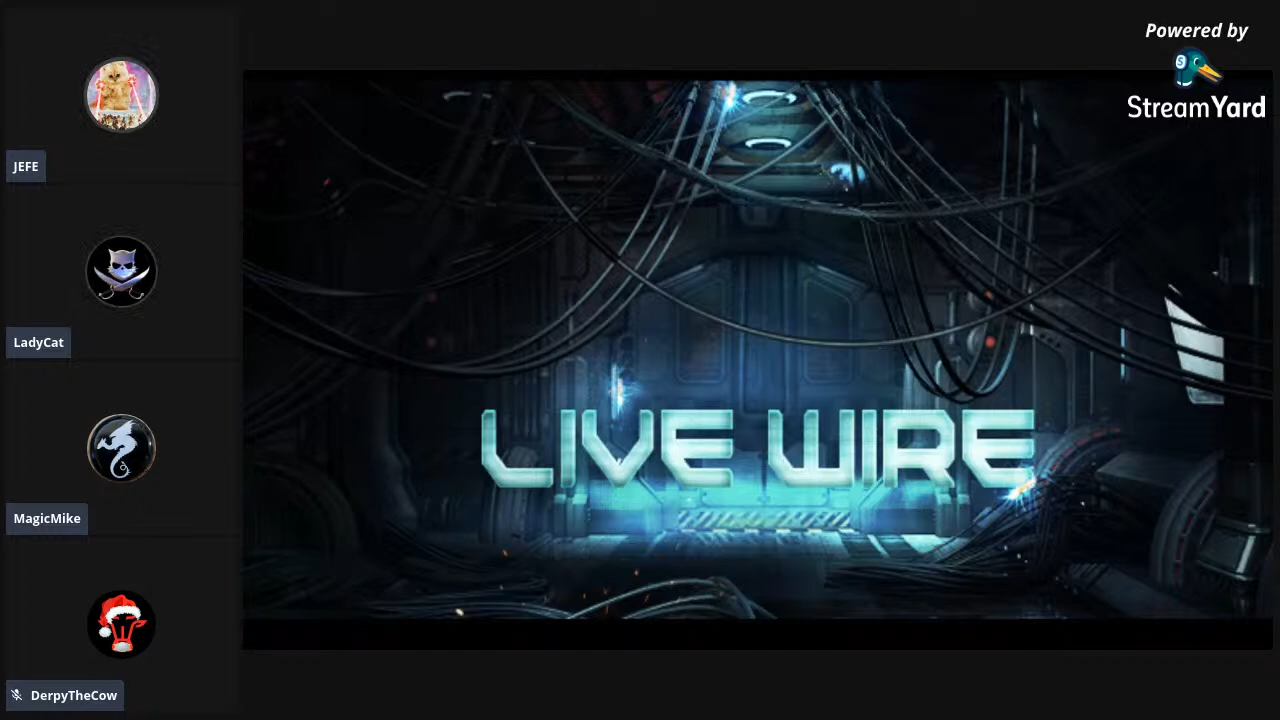 Powered by
StreamYard
JEFE
LadyCat
MagicMike
DerpyTheCow
LIVE WIRE